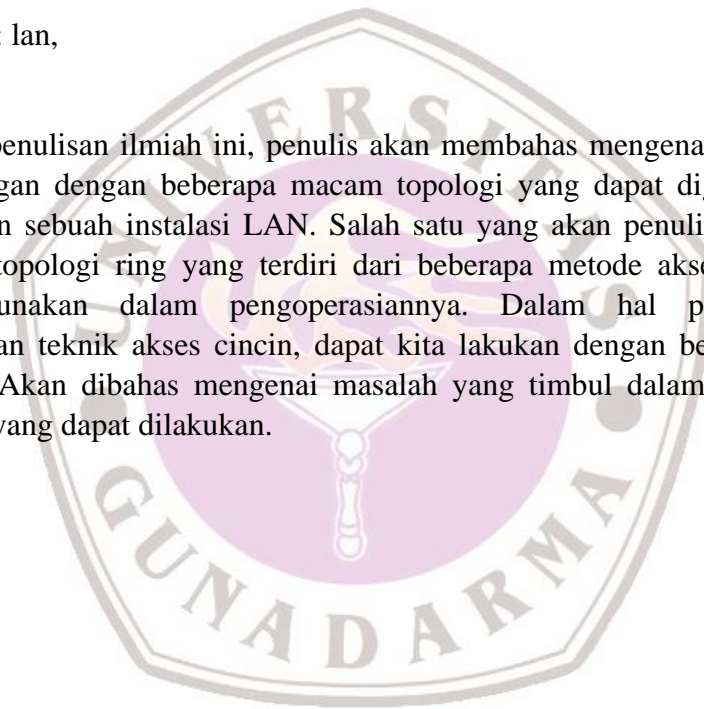 : lan,
penulisan ilmiah ini, penulis akan membahas mengena
gan dengan beberapa macam topologi yang dapat dig
n sebuah instalasi LAN. Salah satu yang akan penuli
topologi ring yang terdiri dari beberapa metode akse
unakan dalam pengoperasiannya. Dalam hal p
an teknik akses cincin, dapat kita lakukan dengan be
Akan dibahas mengenai masalah yang timbul dalam
yang dapat dilakukan.
UNIVERSITAS
GUNADARMA